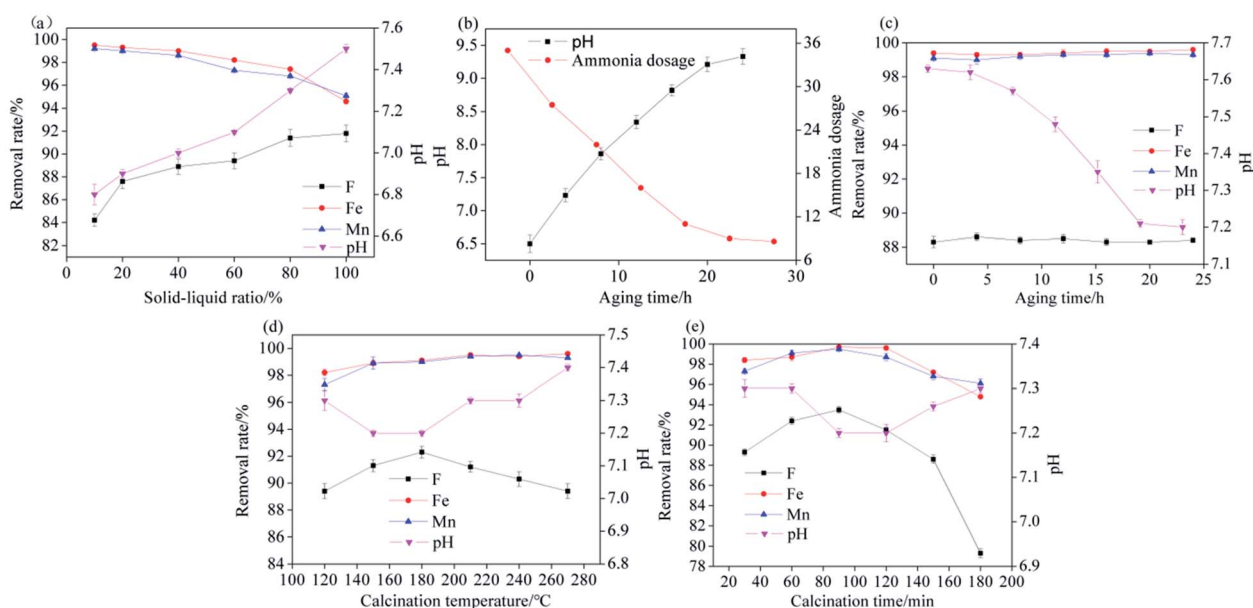 (a)
Removal rate/%
100
98
96
94
92
90
88
86
84
82
7.6
7.4
7.2
7.0
6.8
6.6
pH
F
Fe
Mn
pH
0 20 40 60 80 100
Solid-liquid ratio/%
(b)
pH
9.5
9.0
8.5
8.0
7.5
7.0
6.5
36
30
24
18
12
6
Ammonia dosage
pH
Ammonia dosage
0 10 20 30
Aging time/h
(c)
Removal rate/%
100
98
96
94
92
90
88
7.7
7.6
7.5
7.4
7.3
7.2
7.1
pH
F
Fe
Mn
pH
0 5 10 15 20 25
Aging time/h
(d)
Removal rate/%
102
100
98
96
94
92
90
88
86
84
7.5
7.4
7.3
7.2
7.1
7.0
6.9
6.8
pH
F
Fe
Mn
pH
100 120 140 160 180 200 220 240 260 280
Calcination temperature/°C
(e)
Removal rate/%
100
98
96
94
92
90
88
86
84
82
80
78
7.4
7.3
7.2
7.1
7.0
6.9
pH
F
Fe
Mn
pH
20 40 60 80 100 120 140 160 180 200
Calcination time/min